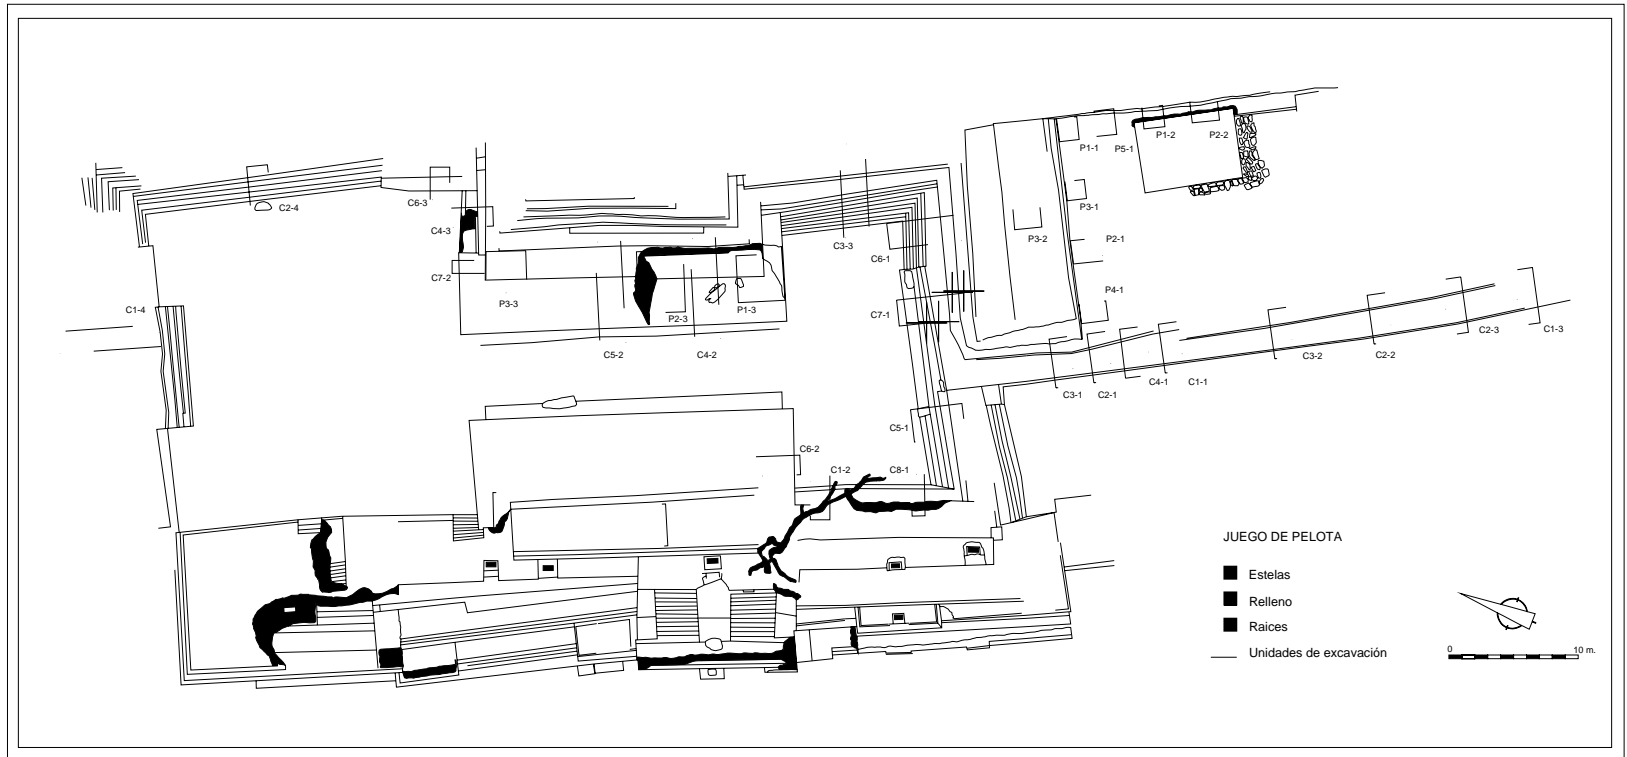 P1-1
P5-1
P1-2
P2-2
C2-4
C6-3
P3-1
C4-3
C3-3
C6-1
P3-2
P2-1
C7-2
P3-3
P2-3
P1-3
C1-4
C7-1
P4-1
C5-2
C4-2
C3-1
C2-1
C4-1
C1-1
C3-2
C2-2
C2-3
C1-3
C5-1
C6-2
C1-2
C8-1
JUEGO DE PELOTA
Estelas
Relleno
Raices
Unidades de excavación
0
10 m.